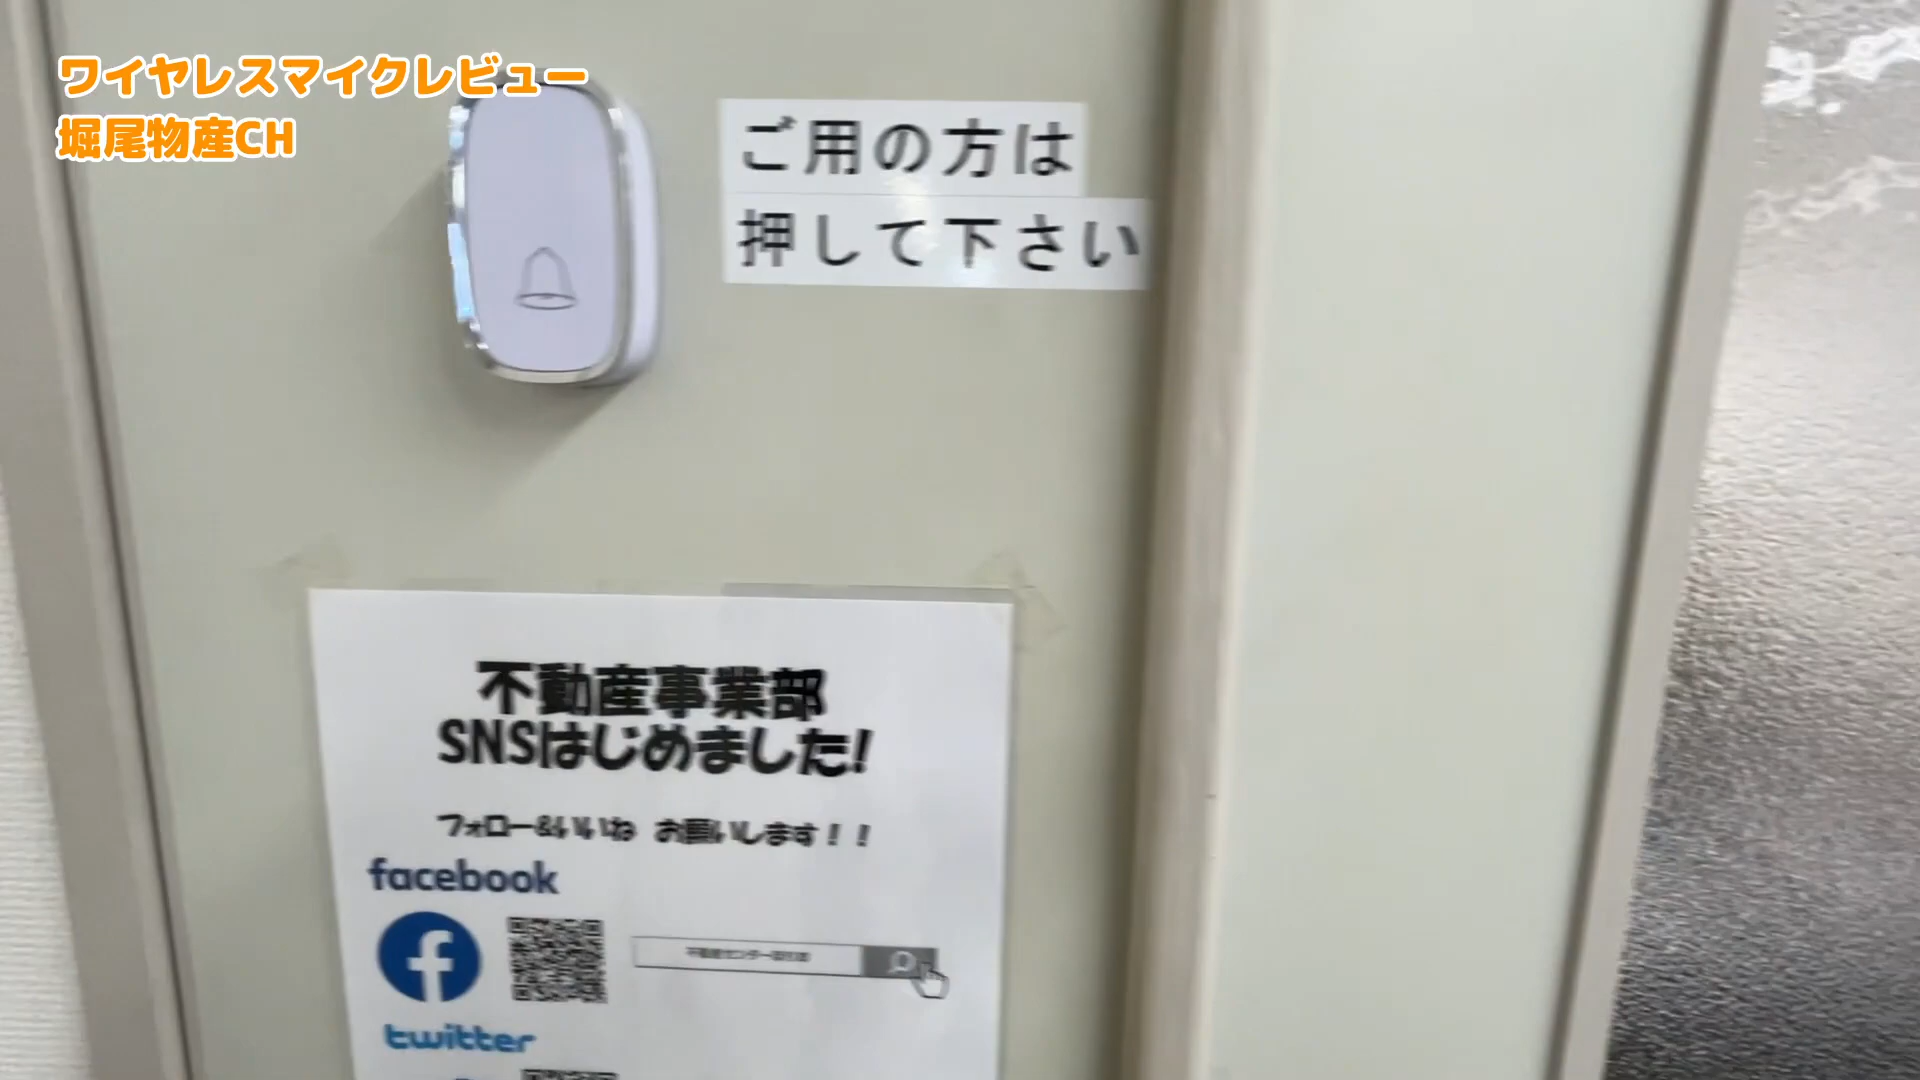 ワイヤレスマイクレビュー
堀尾物産CH
ご用の方は
押して下さい
不動産事業部
SNSはじめました!
フォロー&いいね お願いします!!
facebook
twitter